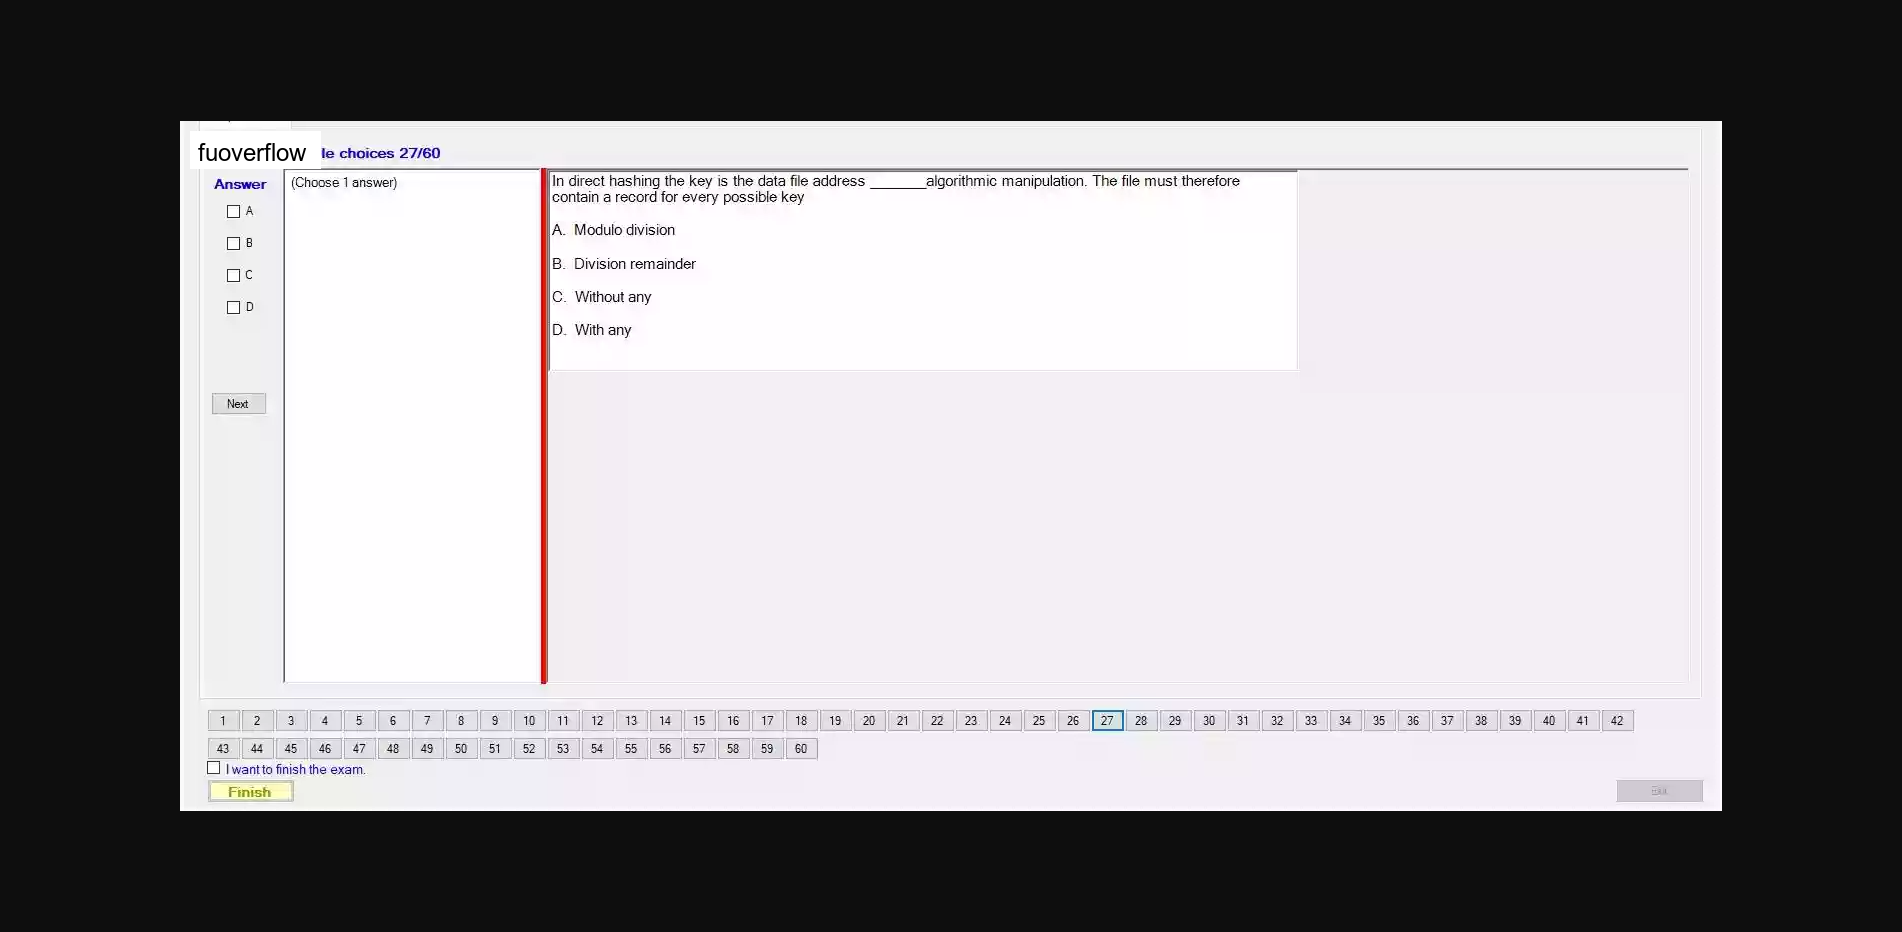 fuoverflow
le choices 27/60
Answer
(Choose 1 answer)
A
B
C
D
Next
In direct hashing the key is the data file address _______algorithmic manipulation. The file must therefore
contain a record for every possible key
A. Modulo division
B. Division remainder
C. Without any
D. With any
1 2 3 4 5 6 7 8 9 10 11 12 13 14 15 16 17 18 19 20 21 22 23 24 25 26 27 28 29 30 31 32 33 34 35 36 37 38 39 40 41 42
43 44 45 46 47 48 49 50 51 52 53 54 55 56 57 58 59 60
I want to finish the exam.
Finish
Exit